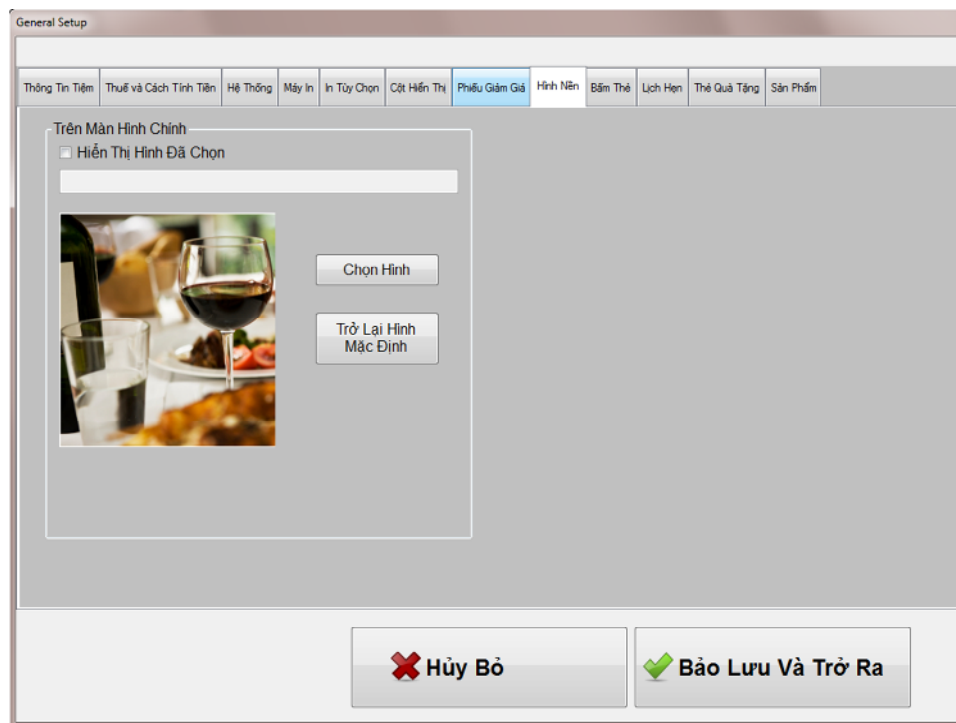 General Setup
Thông Tin Tiệm Thuế và Cách Tính Tiền Hệ Thống Máy In In Tùy Chọn Cột Hiển Thị Phiếu Giảm Giá Hình Nền Bấm Thẻ Lịch Hẹn Thẻ Quà Tặng Sản Phẩm
Trên Màn Hình Chính
Hiển Thị Hình Đã Chọn
Chọn Hình
Trở Lại Hình
Mặc Định
Hủy Bỏ
Bảo Lưu Và Trở Ra